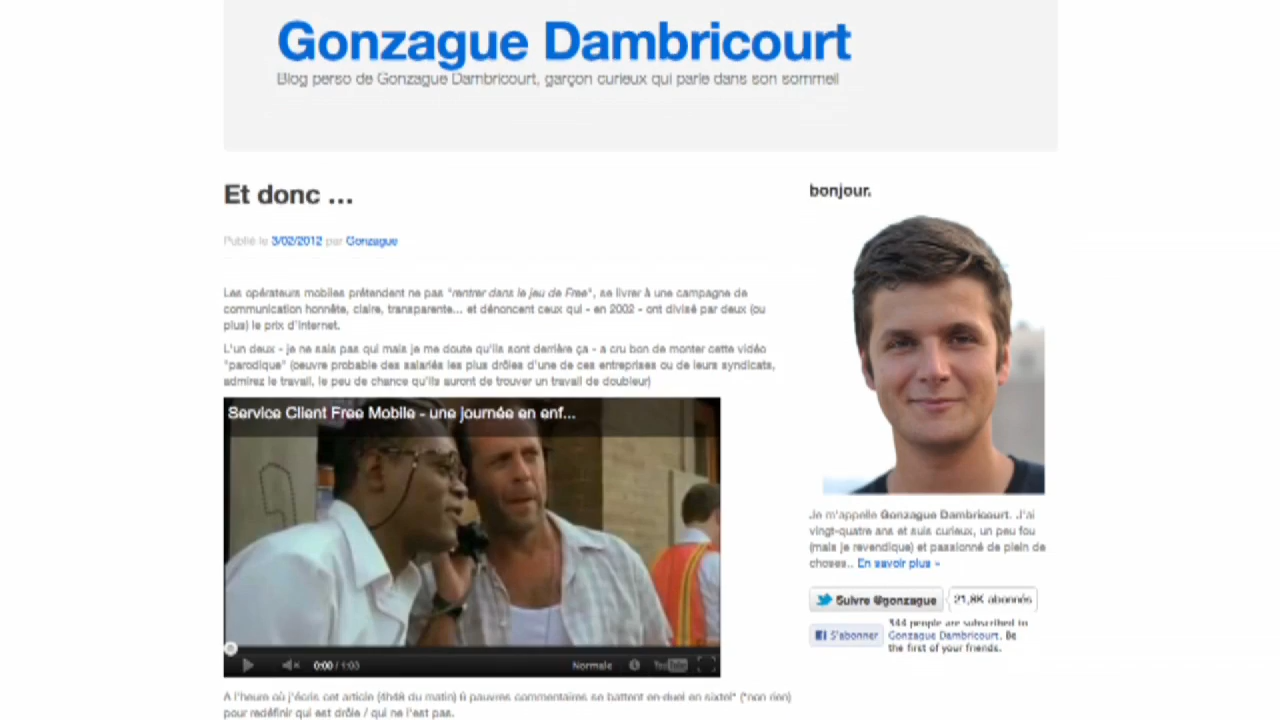 Gonzague Dambricourt
Blog perso de Gonzague Dambricourt, garçon curieux qui parle dans son sommeil
Et donc ...
Publié le 3/02/2012 par Gonzague
Les opérateurs mobiles prétendent ne pas "rentrer dans le jeu de Free", se livrer à une campagne de
communication honnête, claire, transparente... et dénoncent ceux qui - en 2002 - ont divisé par deux (ou
plus) le prix d'Internet.
L'un deux - je ne sais pas qui mais je me doute qu'ils sont derrière ça - a cru bon de monter cette vidéo
"parodique" (oeuvre probable des salariés les plus drôles d'une de ces entreprises ou de leurs syndicats,
admirez le travail, le peu de chance qu'ils auront de trouver un travail de doubleur)
Service Client Free Mobile - une journée en enf...
0:00 / 1:03 Normale YouTube
A l'heure où j'écris cet article (4h48 du matin) 9 pauvres commentaires se battent en duel en sixtel* (*non rien)
pour redéfinir qui est drôle / qui ne l'est pas.
bonjour.
Je m'appelle Gonzague Dambricourt. J'ai
vingt-quatre ans et suis curieux, un peu fou
(mais je revendique) et passionné de plein de
choses.. En savoir plus »
Suivre @gonzague 21,8K abonnés
S'abonner
344 people are subscribed to
Gonzague Dambricourt. Be
the first of your friends.